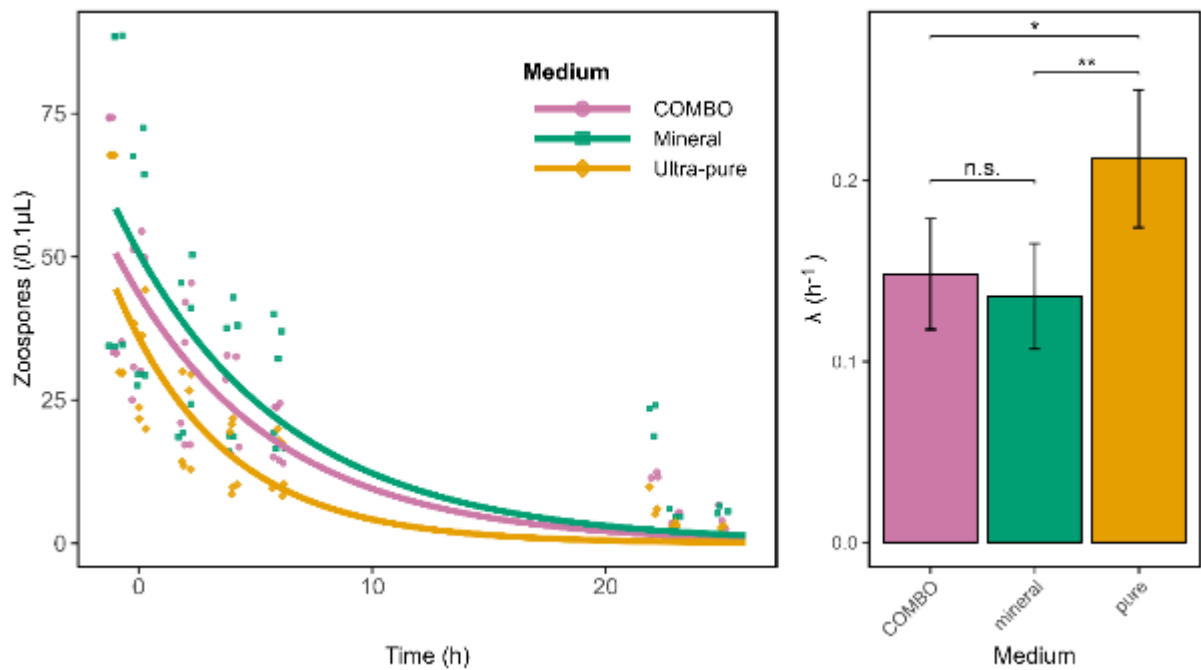 Zoospores (/0.1µL)
75
50
25
0
0
10
20
Time (h)
Medium
COMBO
Mineral
Ultra-pure
λ (h-1 )
0.2
0.1
0.0
*
**
n.s.
COMBO
mineral
pure
Medium